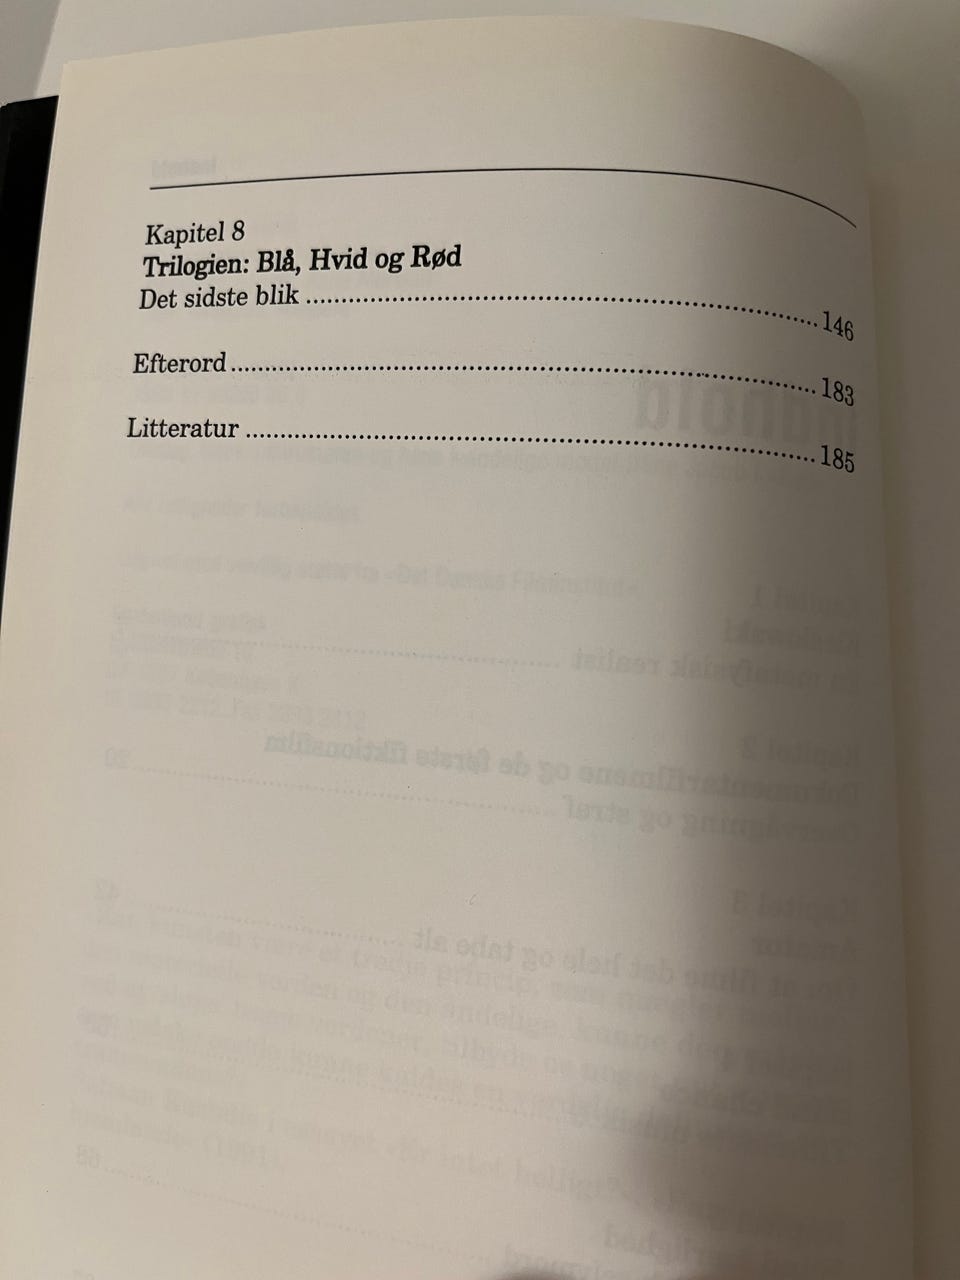 Kapitel 8
Trilogien: Blå, Hvid og Rød
Det sidste blik ........................................................................ 146
Efterord ................................................................................... 183
Litteratur ................................................................................. 185